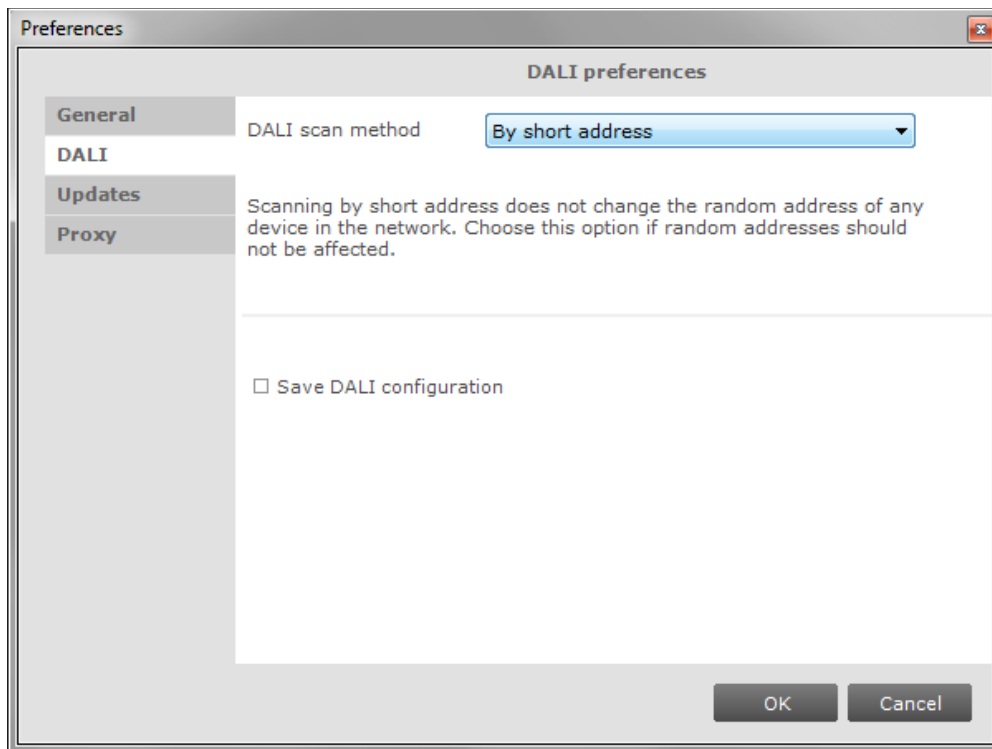 Preferences
DALI preferences
General
DALI
Updates
Proxy
DALI scan method
By short address
Scanning by short address does not change the random address of any
device in the network. Choose this option if random addresses should
not be affected.
Save DALI configuration
OK
Cancel